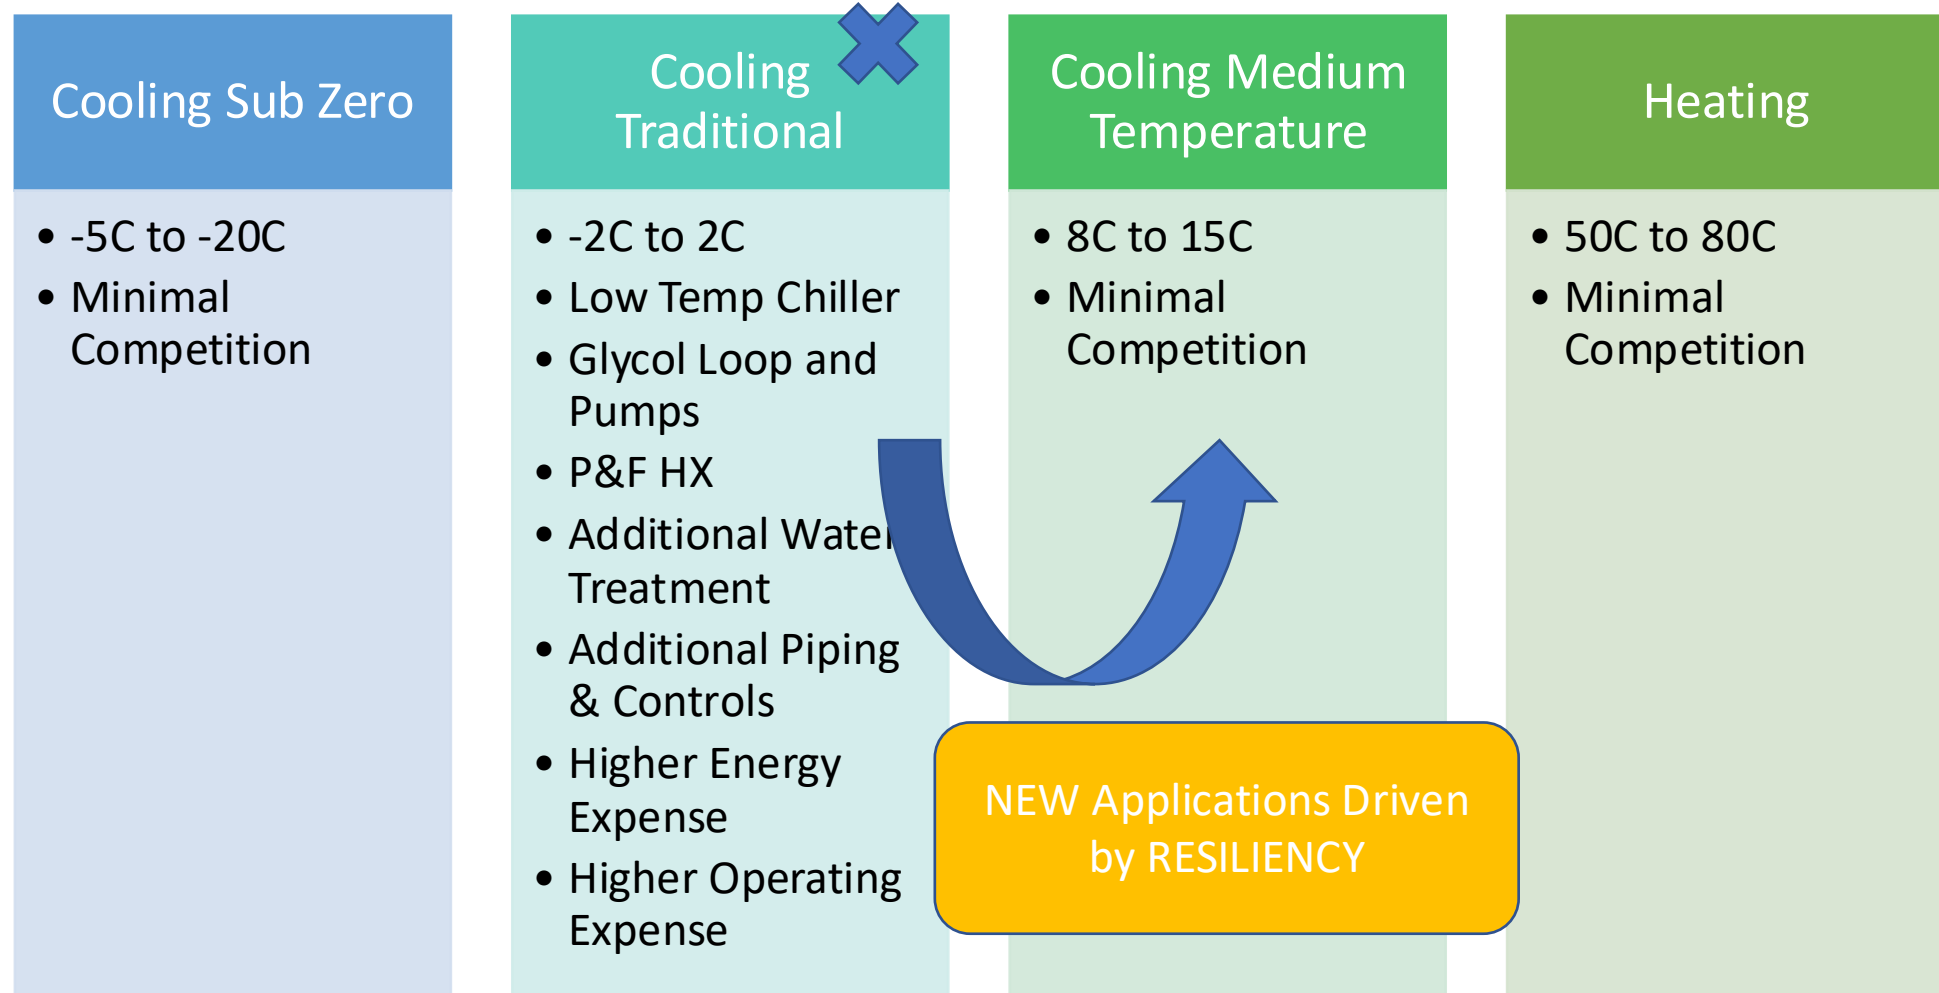 Cooling Sub Zero
• -5C to -20C
• Minimal
Competition
Cooling
Traditional
• -2C to 2C
• Low Temp Chiller
• Glycol Loop and
Pumps
• P&F HX
• Additional Water
Treatment
• Additional Piping
& Controls
• Higher Energy
Expense
• Higher Operating
Expense
Cooling Medium
Temperature
• 8C to 15C
• Minimal
Competition
NEW Applications Driven
by RESILIENCY
Heating
• 50C to 80C
• Minimal
Competition